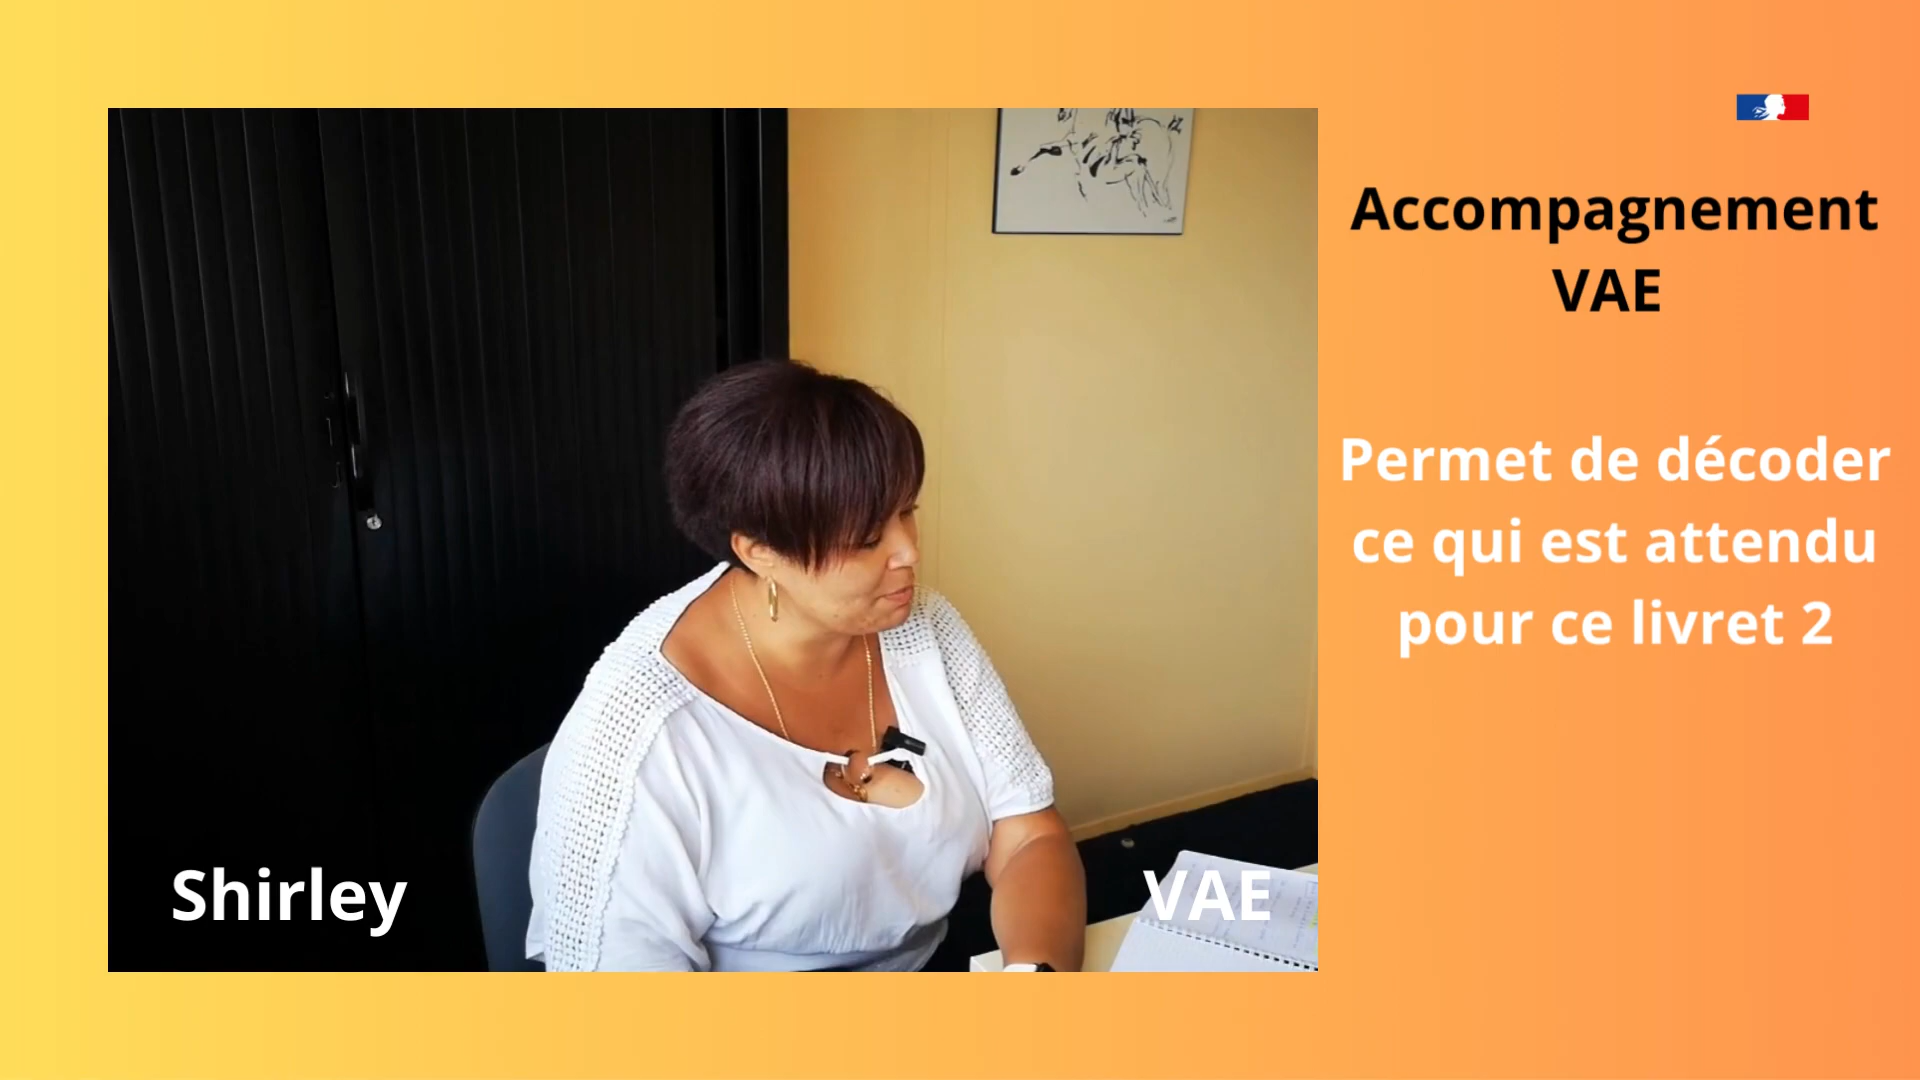 Accompagnement
VAE
Permet de décoder
ce qui est attendu
pour ce livret 2
Shirley
VAE